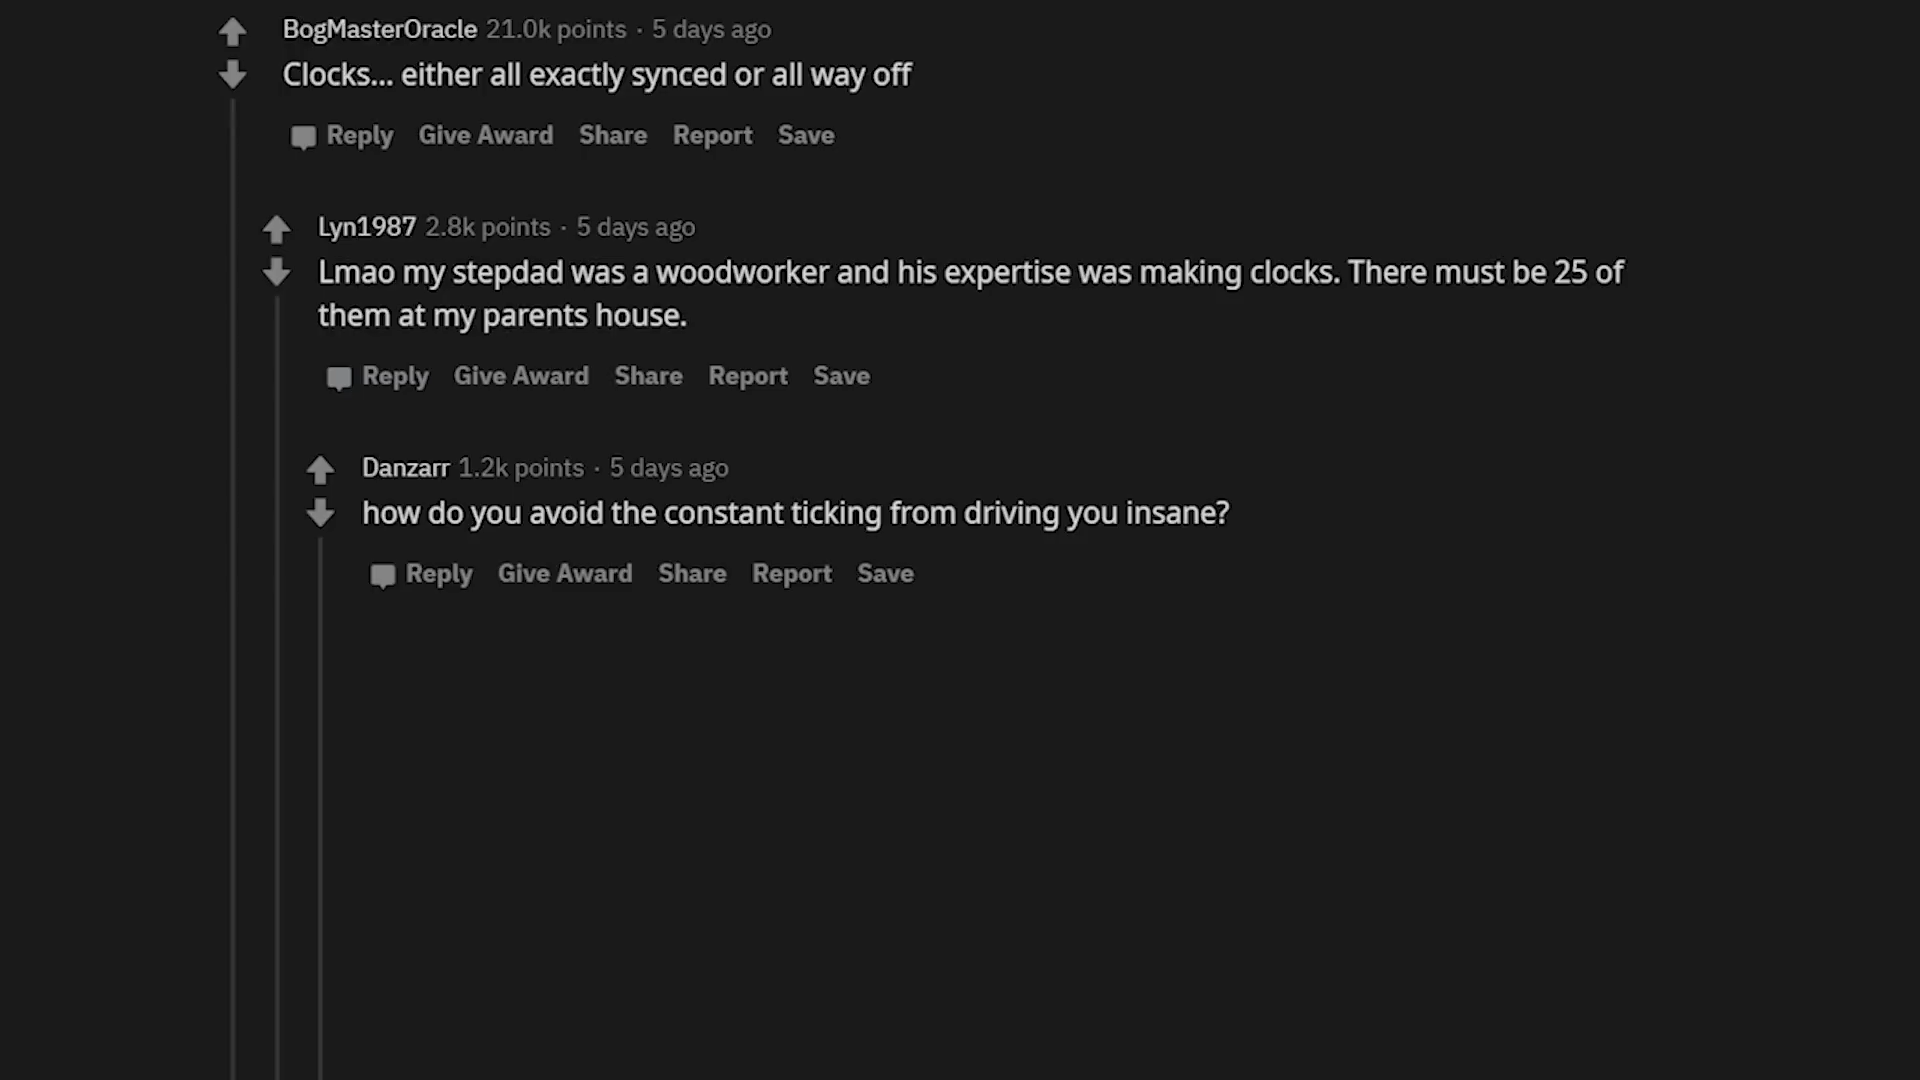 BogMasterOracle 21.0k points · 5 days ago
Clocks... either all exactly synced or all way off
Reply Give Award Share Report Save
Lyn1987 2.8k points · 5 days ago
Lmao my stepdad was a woodworker and his expertise was making clocks. There must be 25 of
them at my parents house.
Reply Give Award Share Report Save
Danzarr 1.2k points · 5 days ago
how do you avoid the constant ticking from driving you insane?
Reply Give Award Share Report Save